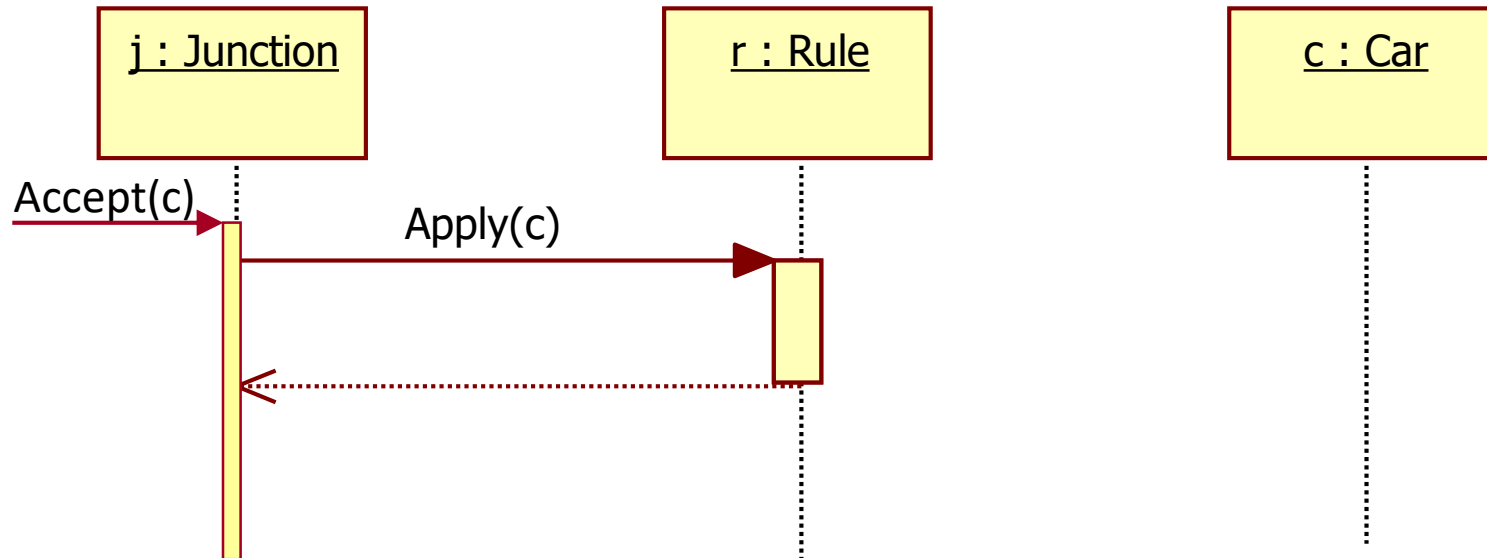 j : Junction
r : Rule
c : Car
Accept(c)
Apply(c)